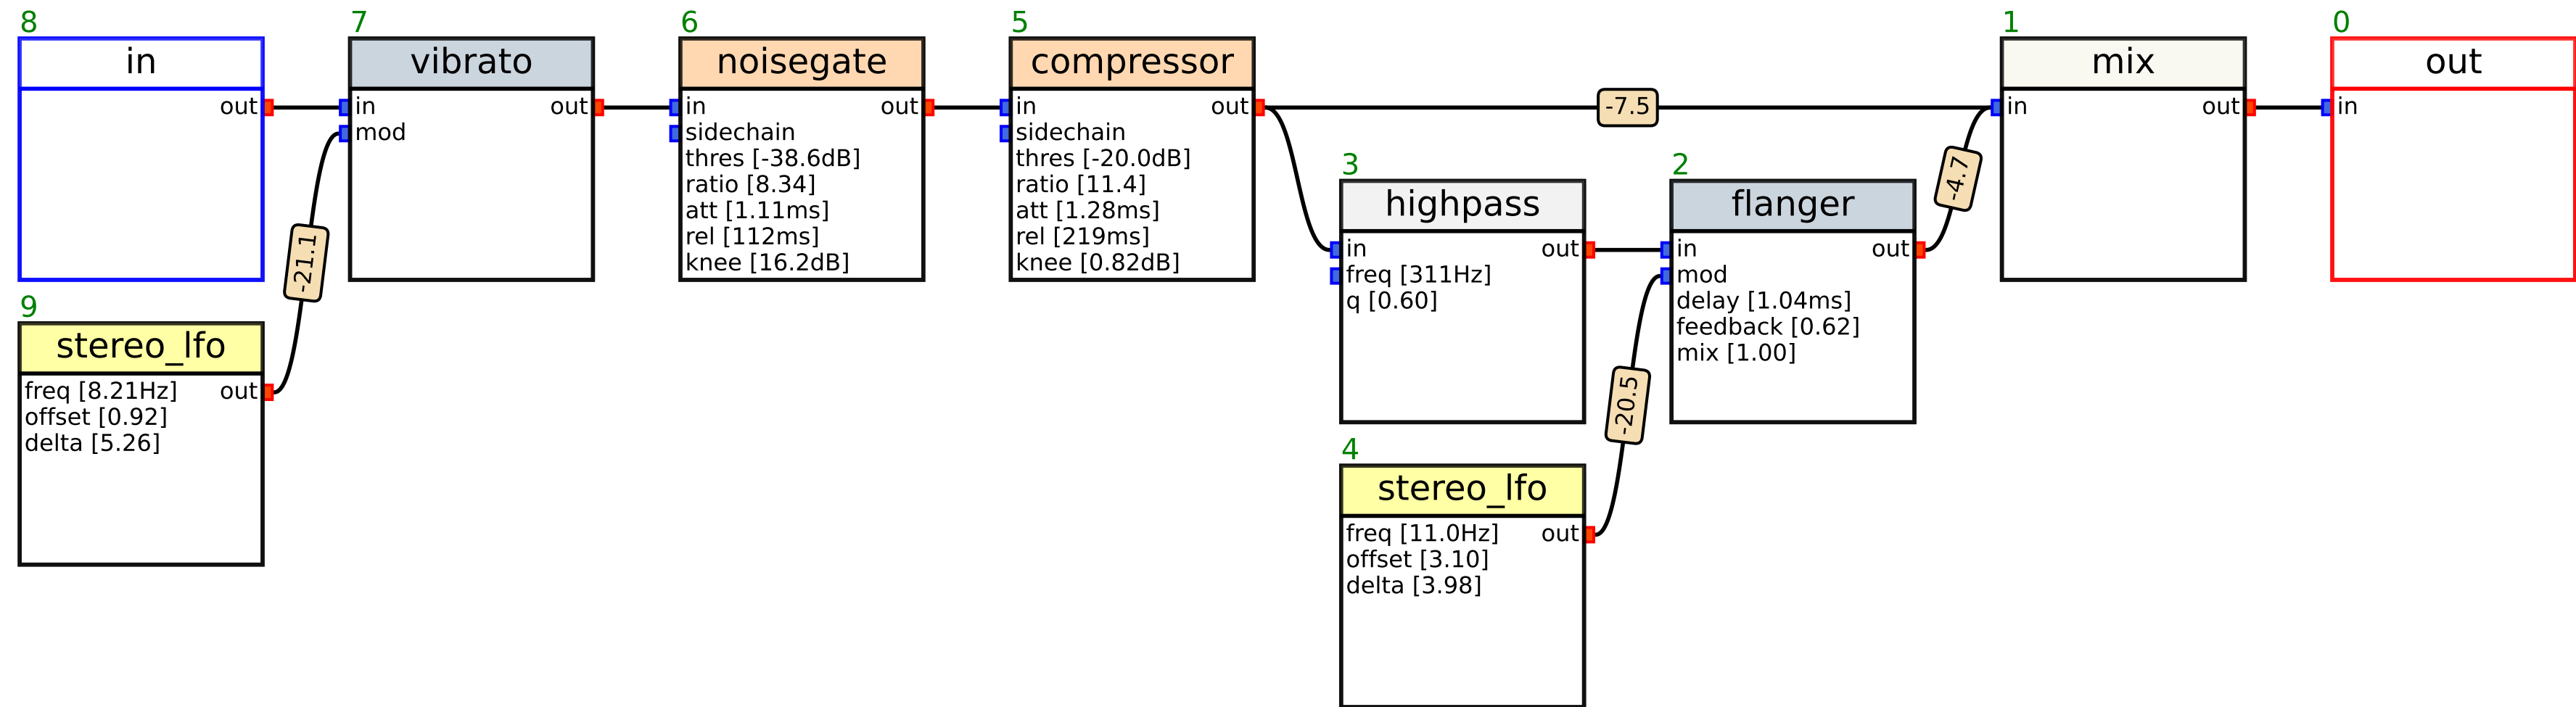 8
in
out
7
vibrato
in
out
mod
6
noisegate
in
out
sidechain
thres [-38.6dB]
ratio [8.34]
att [1.11ms]
rel [112ms]
knee [16.2dB]
5
compressor
in
out
sidechain
thres [-20.0dB]
ratio [11.4]
att [1.28ms]
rel [219ms]
knee [0.82dB]
-7.5
1
mix
in
out
0
out
in
-21.1
9
stereo_lfo
freq [8.21Hz]
out
offset [0.92]
delta [5.26]
3
highpass
in
out
freq [311Hz]
q [0.60]
2
flanger
in
out
mod
delay [1.04ms]
feedback [0.62]
mix [1.00]
-4.7
-20.5
4
stereo_lfo
freq [11.0Hz]
out
offset [3.10]
delta [3.98]